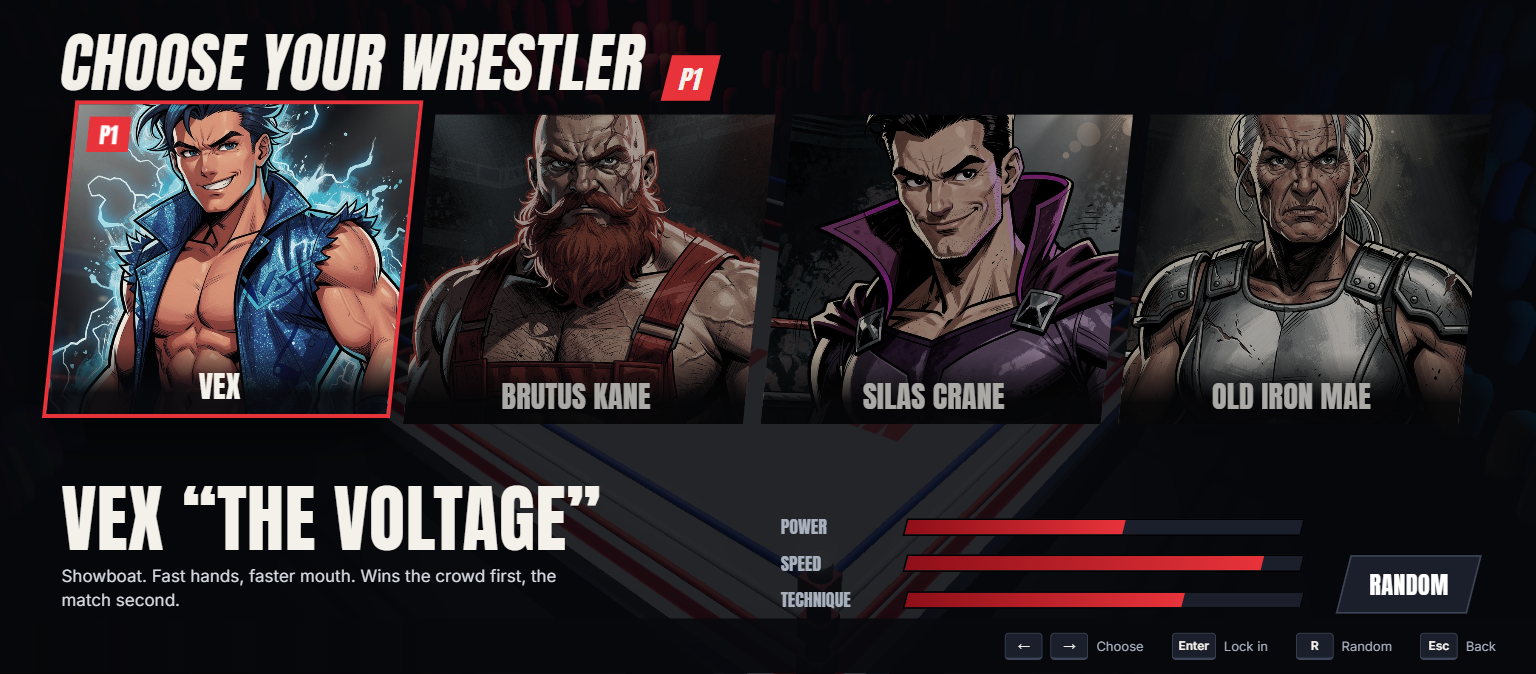 CHOOSE YOUR WRESTLER P1
P1
VEX
BRUTUS KANE
SILAS CRANE
OLD IRON MAE
VEX “THE VOLTAGE”
Showboat. Fast hands, faster mouth. Wins the crowd first, the
match second.
POWER
SPEED
TECHNIQUE
RANDOM
← → Choose Enter Lock in R Random Esc Back